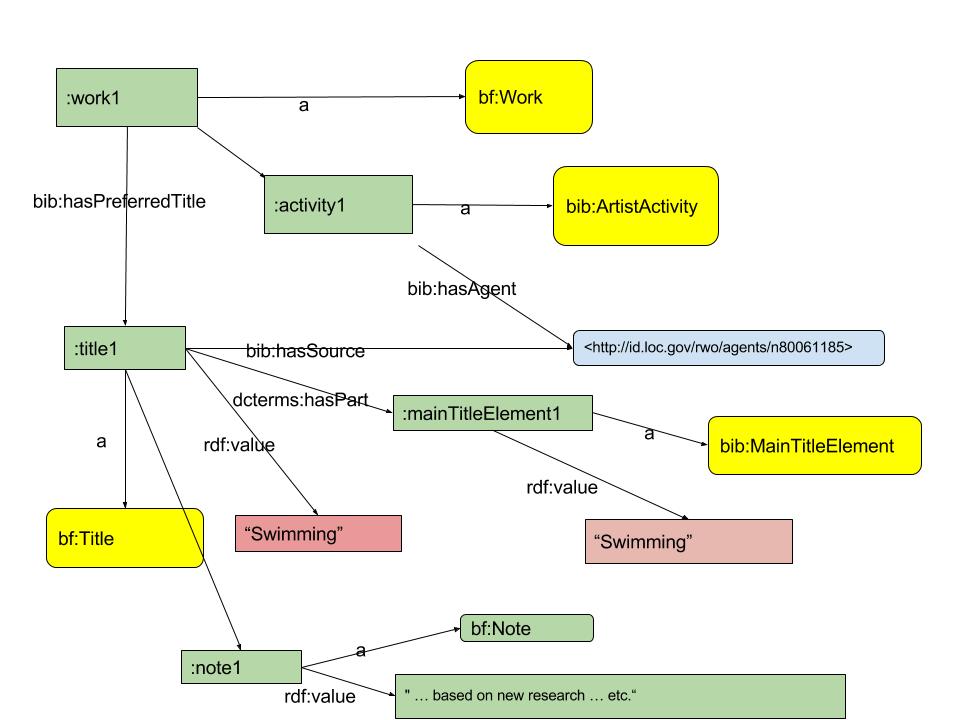 :work1
a
bf:Work
:activity1
a
bib:ArtistActivity
bib:hasPreferredTitle
bib:hasAgent
:title1
bib:hasSource
<http://id.loc.gov/rwo/agents/n80061185>
dcterms:hasPart
:mainTitleElement1
a
bib:MainTitleElement
a
rdf:value
rdf:value
bf:Title
“Swimming”
“Swimming”
bf:Note
a
:note1
rdf:value
" … based on new research … etc.“